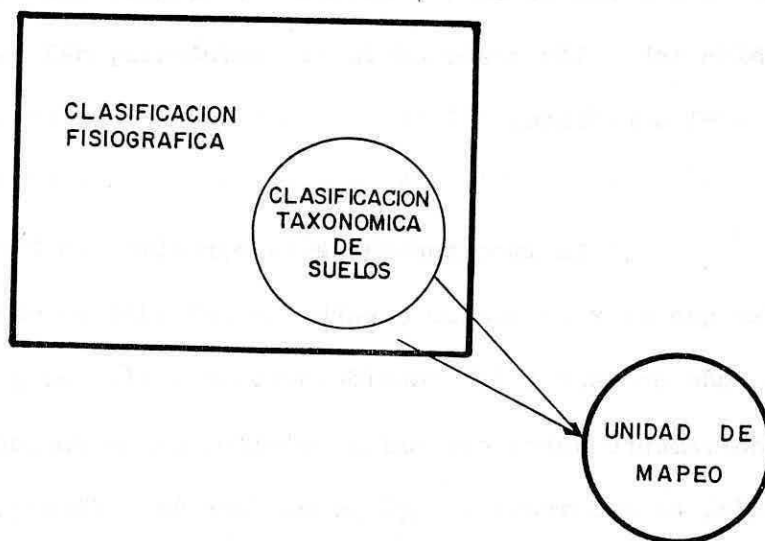 CLASIFICACION
FISIOGRAFICA
CLASIFICACION
TAXONOMICA
DE
SUELOS
UNIDAD DE
MAPEO